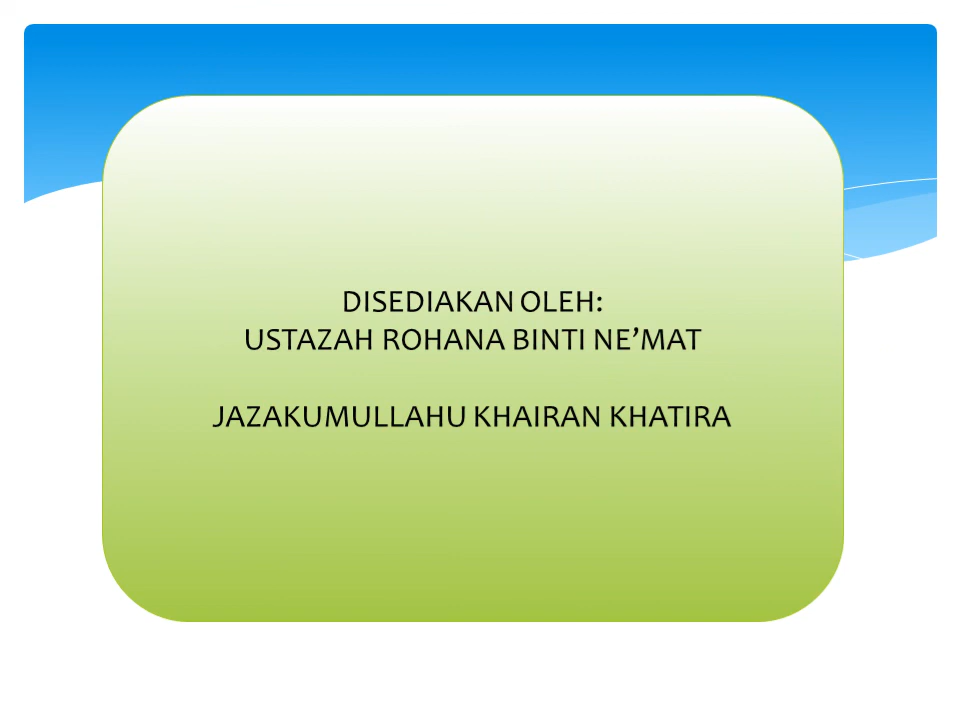 DISEDIAKAN OLEH:
USTAZAH ROHANA BINTI NE’MAT
JAZAKUMULLAHU KHAIRAN KHATIRA